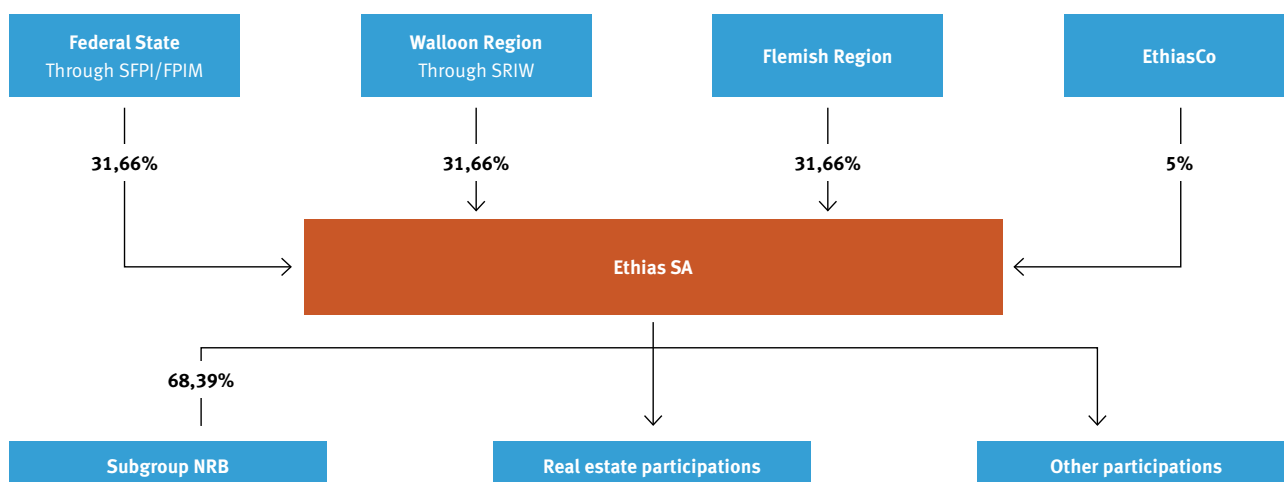 Federal State
Through SFPI/FPIM
Walloon Region
Through SRIW
Flemish Region
EthiasCo
31,66%
31,66%
31,66%
5%
Ethias SA
68,39%
Subgroup NRB
Real estate participations
Other participations